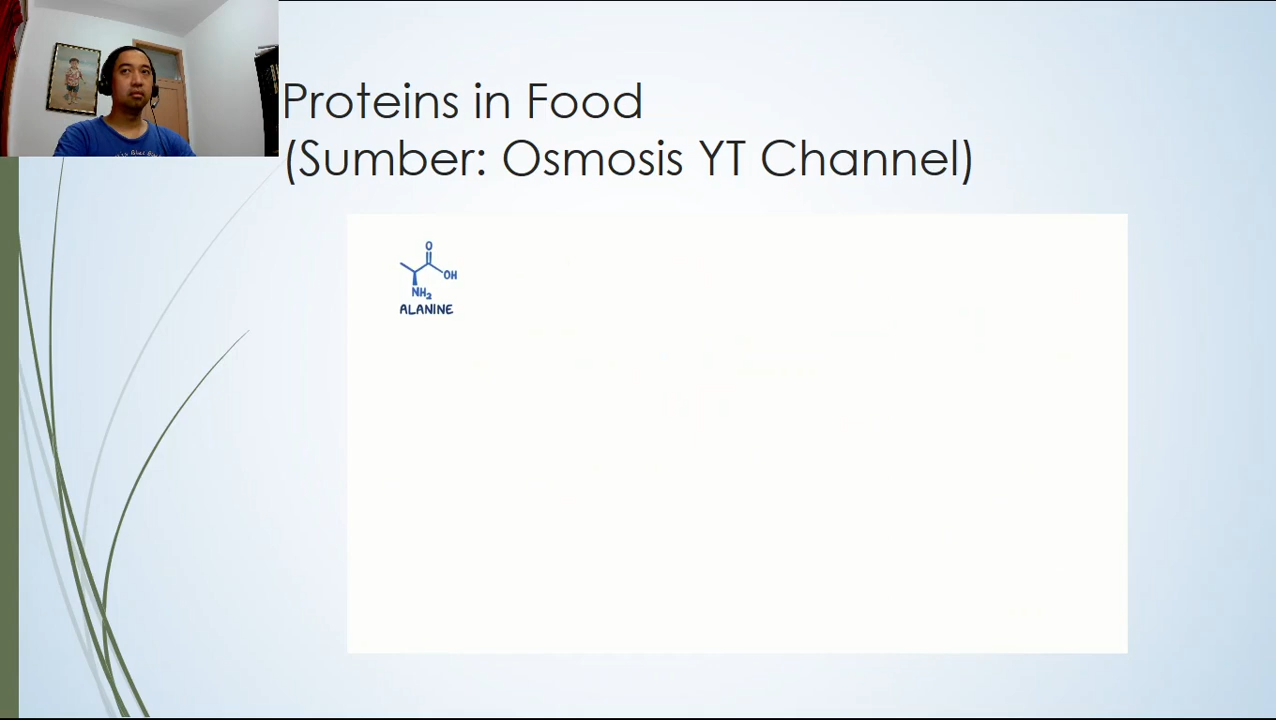 Proteins in Food
(Sumber: Osmosis YT Channel)
O
OH
NH₂
ALANINE